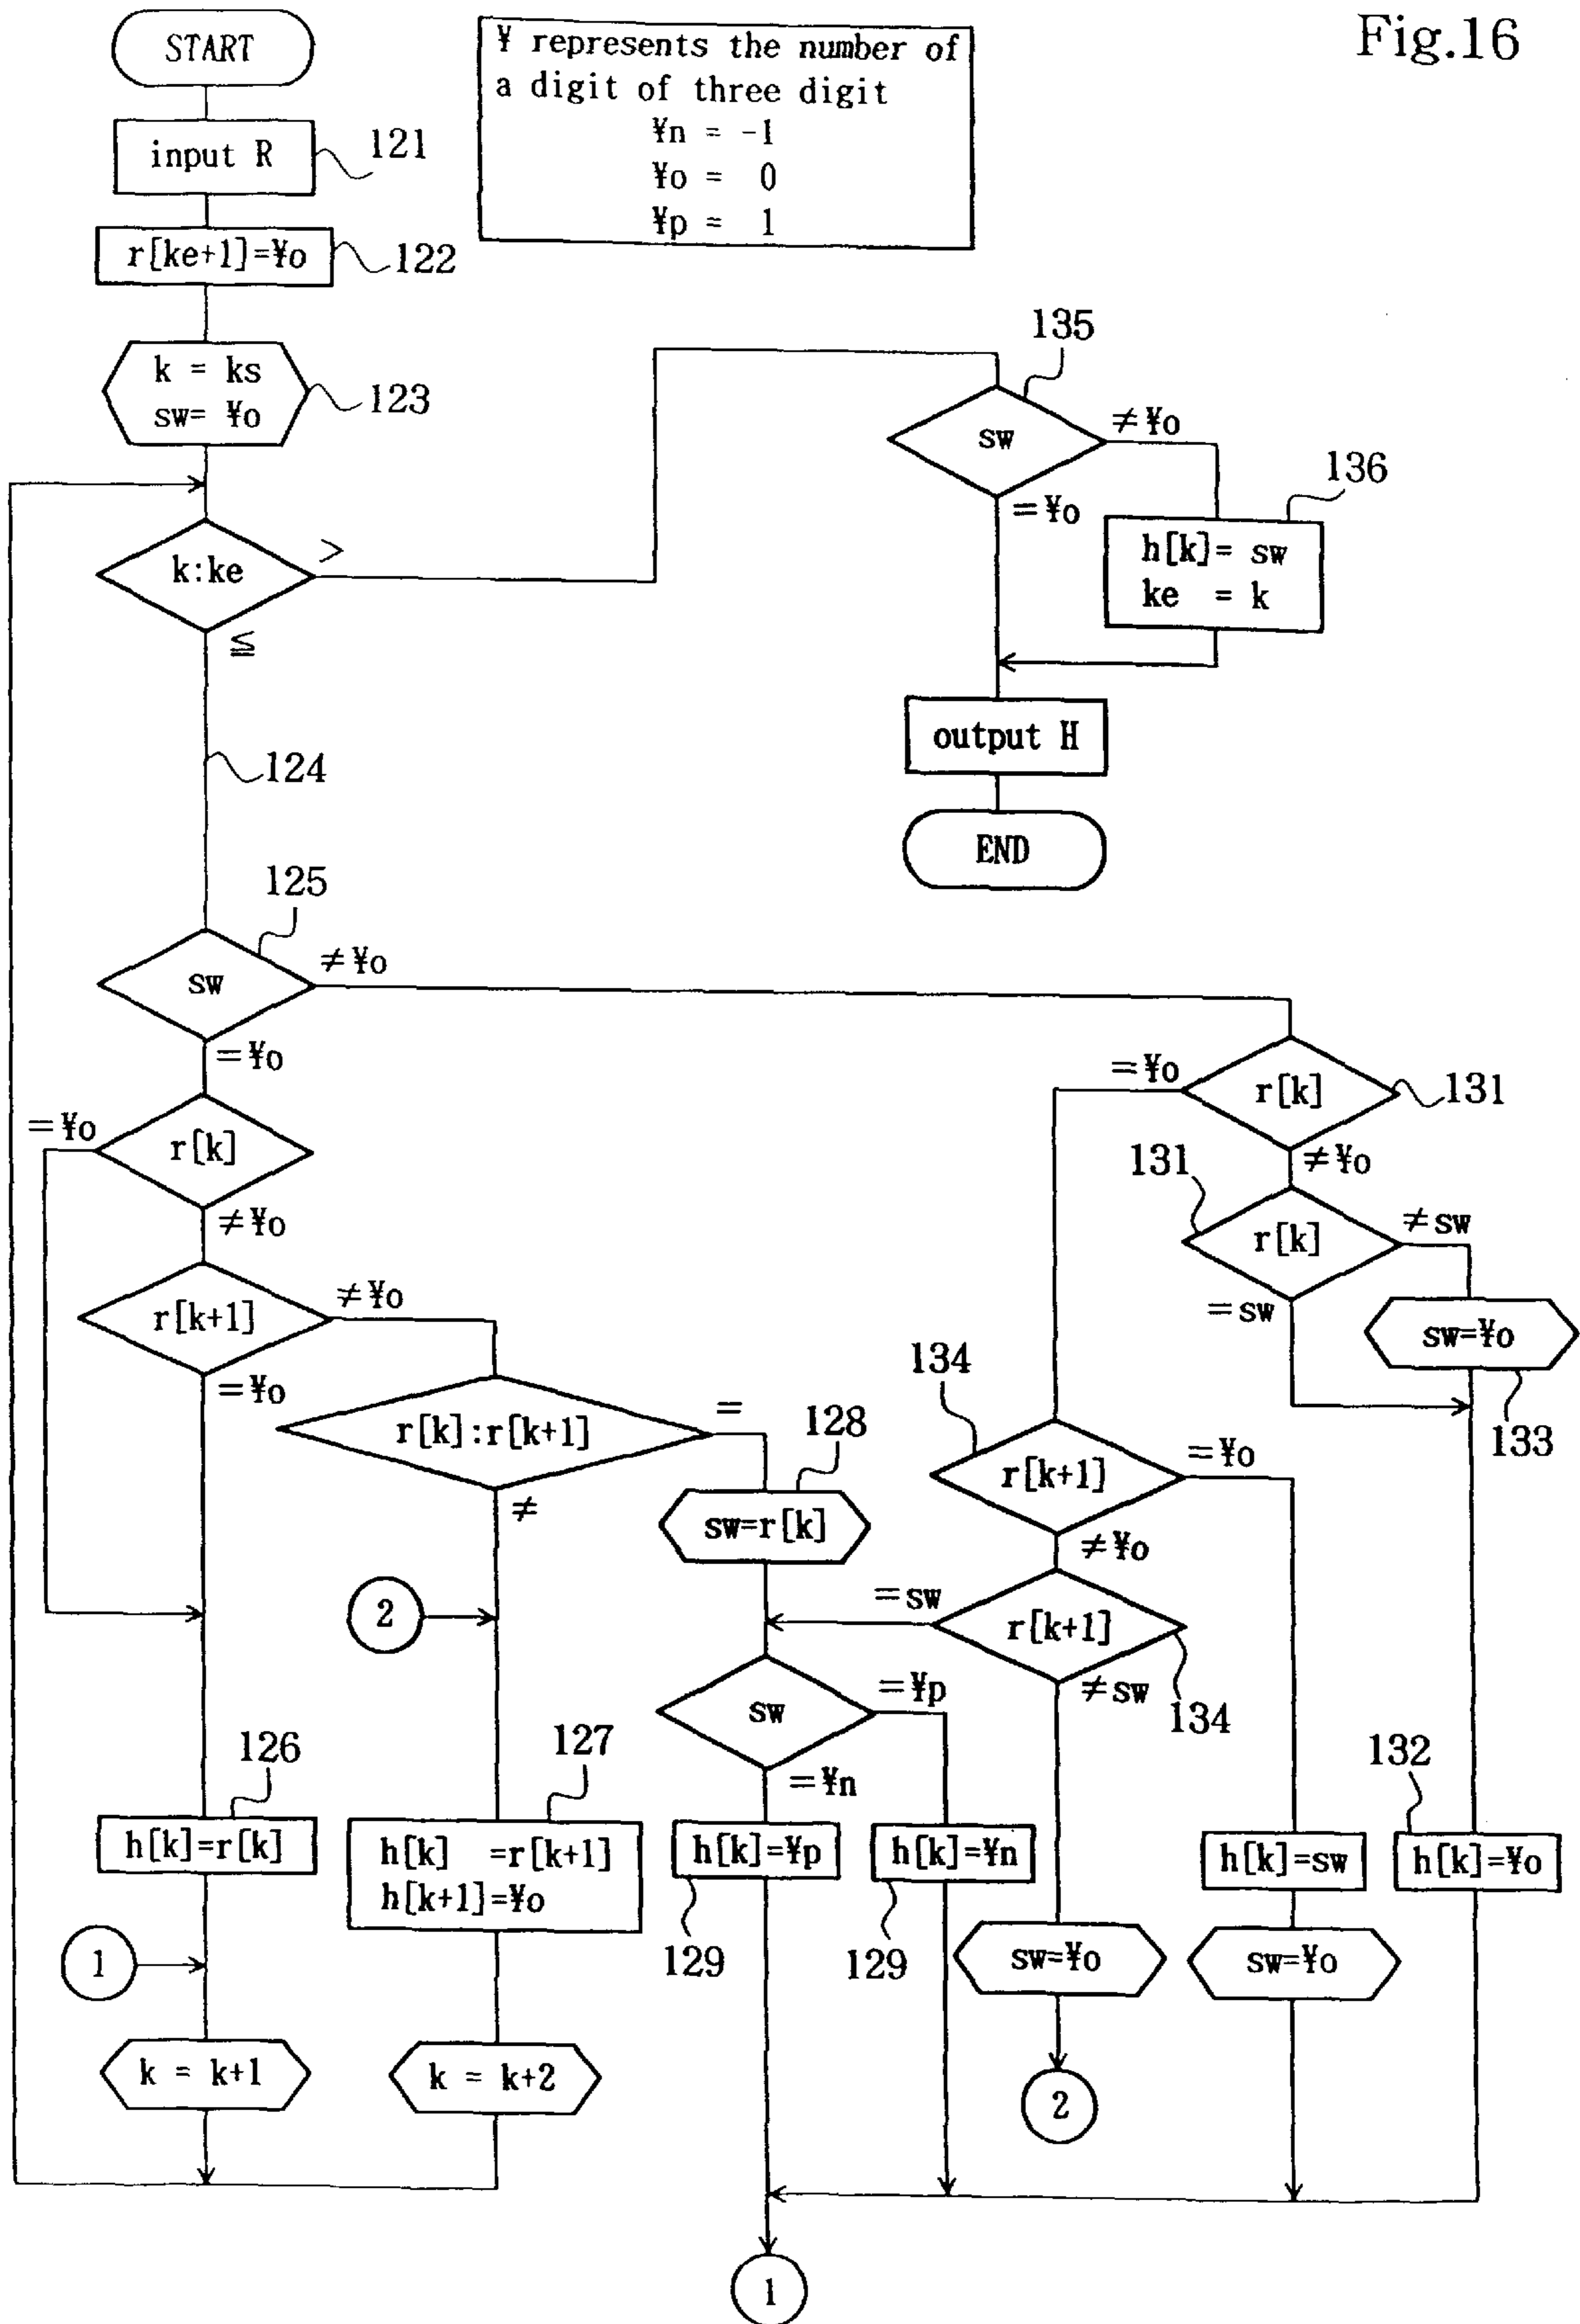 Fig.16
START
¥ represents the number of
a digit of three digit
¥n = -1
¥o = 0
¥p = 1
input R
121
r[ke+1]=¥o
122
k = ks
sw= ¥o
123
135
sw
≠¥o
=¥o
136
h[k]= sw
ke = k
k:ke
>
≦
output H
124
END
125
sw
≠¥o
=¥o
=¥o
r[k]
131
≠¥o
=¥o
r[k]
≠¥o
131
r[k]
≠sw
=sw
sw=¥o
133
r[k+1]
≠¥o
=¥o
r[k]:r[k+1]
=
≠
128
sw=r[k]
134
r[k+1]
=¥o
≠¥o
2
=sw
r[k+1]
≠sw
134
sw
=¥p
=¥n
126
h[k]=r[k]
127
h[k] =r[k+1]
h[k+1]=¥o
h[k]=¥p
129
h[k]=¥n
129
132
h[k]=sw
h[k]=¥o
1
sw=¥o
sw=¥o
k = k+1
k = k+2
2
1